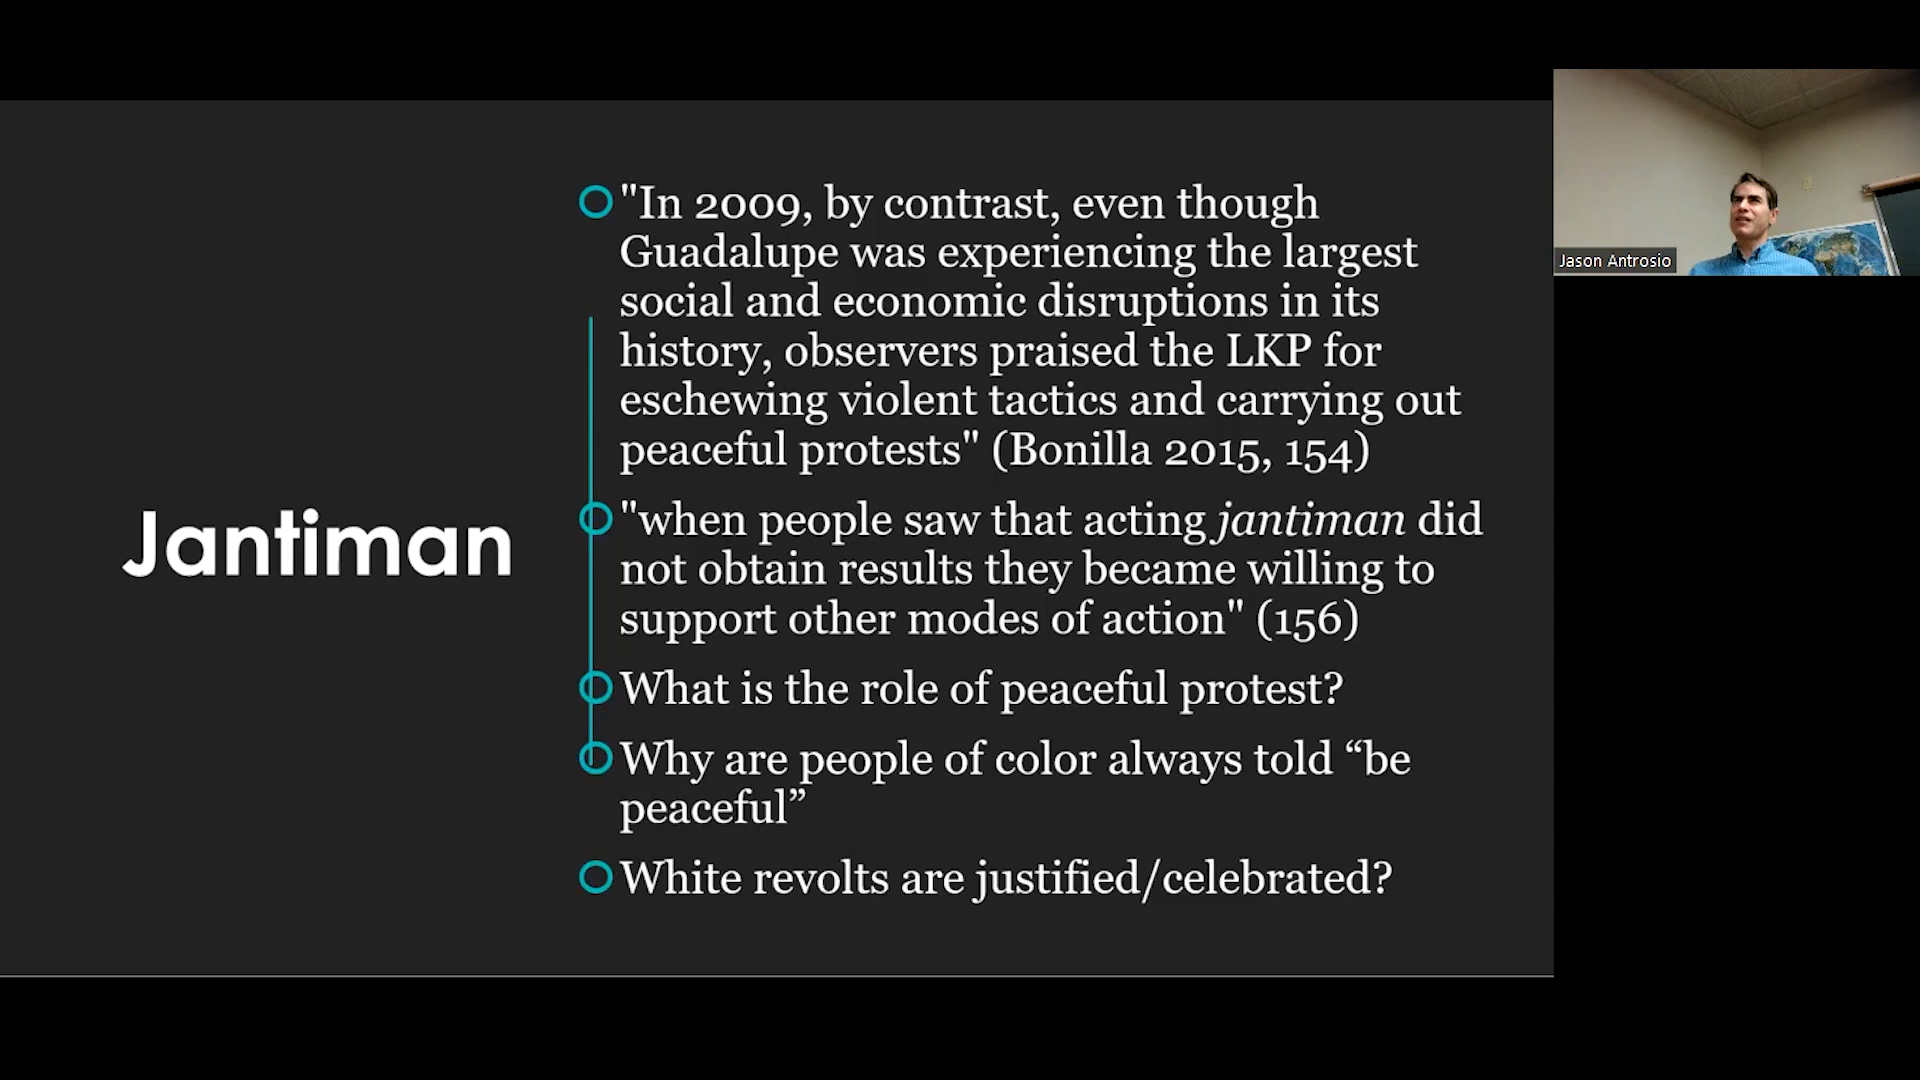 Jantiman
"In 2009, by contrast, even though
Guadalupe was experiencing the largest
social and economic disruptions in its
history, observers praised the LKP for
eschewing violent tactics and carrying out
peaceful protests" (Bonilla 2015, 154)
"when people saw that acting jantiman did
not obtain results they became willing to
support other modes of action" (156)
What is the role of peaceful protest?
Why are people of color always told “be
peaceful”
White revolts are justified/celebrated?
Jason Antrosio